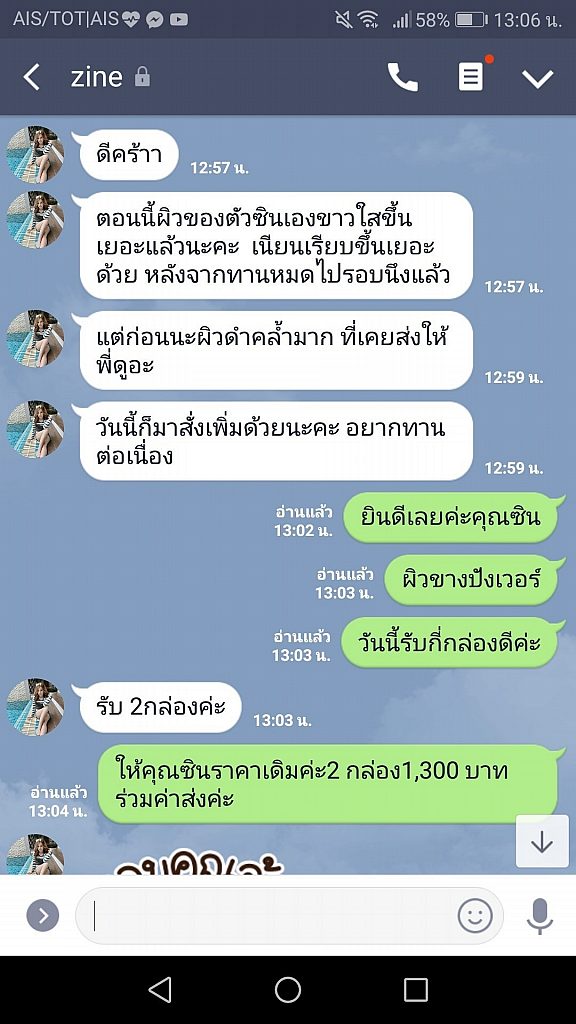 AIS/TOT|AIS 58% 13:06 น.
zine
ดีคร้าา
12:57 น.
ตอนนี้ผิวของตัวซินเองขาวใสขึ้น
เยอะแล้วนะคะ เนียนเรียบขึ้นเยอะ
ด้วย หลังจากทานหมดไปรอบนึงแล้ว
12:57 น.
แต่ก่อนนะผิวดำคล้ำมาก ที่เคยส่งให้
พี่ดูอะ
12:59 น.
วันนี้ก็มาสั่งเพิ่มด้วยนะคะ อยากทาน
ต่อเนื่อง
12:59 น.
อ่านแล้ว
13:02 น.
ยินดีเลยค่ะคุณซิน
อ่านแล้ว
13:03 น.
ผิวขางปังเวอร์
อ่านแล้ว
13:03 น.
วันนี้รับกี่กล่องดีค่ะ
รับ 2กล่องค่ะ
13:03 น.
ให้คุณซินราคาเดิมค่ะ2 กล่อง1,300 บาท
ร่วมค่าส่งค่ะ
อ่านแล้ว
13:04 น.